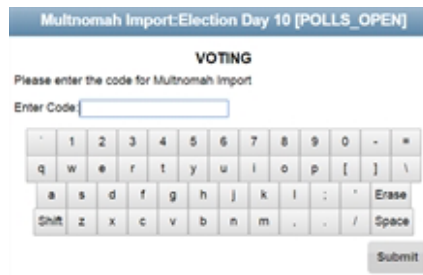 Multnomah Import:Election Day 10 [POLLS_OPEN]
VOTING
Please enter the code for Multnomah Import
Enter Code:
` 1 2 3 4 5 6 7 8 9 0 - =
q w e r t y u i o p [ ] \
a s d f g h j k l ; ' Erase
Shift z x c v b n m , . / Space
Submit